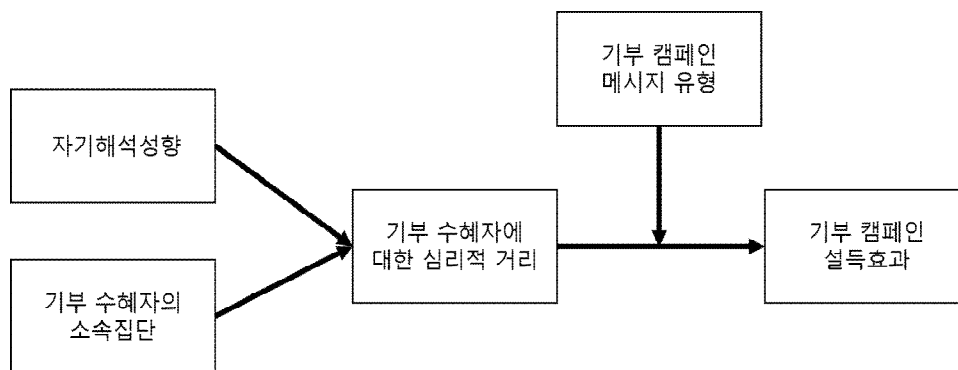 기부 캠페인
메시지 유형
자기해석성향
기부 수혜자에
대한 심리적 거리
기부 캠페인
설득효과
기부 수혜자의
소속집단